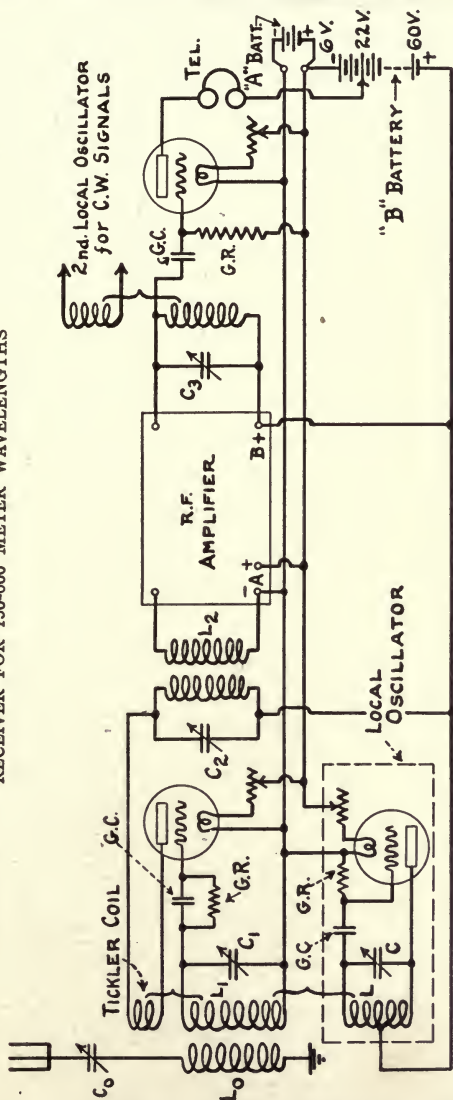 RECEIVER FOR 150-600 METER WAVELENGTHS
2nd. LOCAL OSCILLATOR
for C.W. SIGNALS
TEL.
"A" BATT.
- +
-6V.
22V.
60V.
+
"B" BATTERY
G.C.
G.R.
C3
R.F.
AMPLIFIER
-A+
B+
L2
C2
TICKLER COIL
G.C.
G.R.
C1
L1
C0
L0
LOCAL
OSCILLATOR
G.R.
G.C
C
L